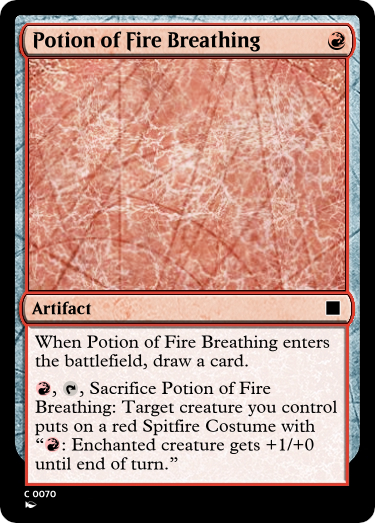 Potion of Fire Breathing
Artifact
When Potion of Fire Breathing enters
the battlefield, draw a card.
, , Sacrifice Potion of Fire
Breathing: Target creature you control
puts on a red Spitfire Costume with
“: Enchanted creature gets +1/+0
until end of turn.”
C 0070